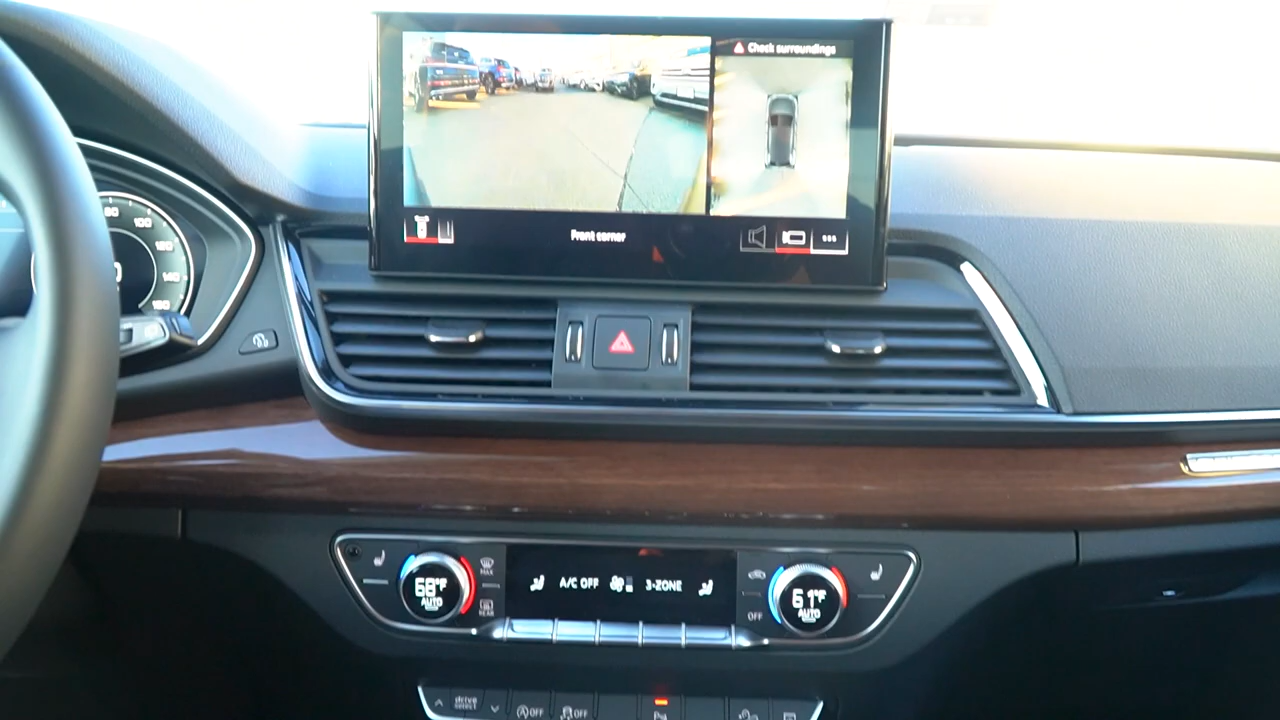 Check surroundings
Front corner
80
100
120
140
160
68°F
AUTO
MAX
REAR
A/C OFF
3-ZONE
OFF
61°F
AUTO
drive
select
OFF
OFF